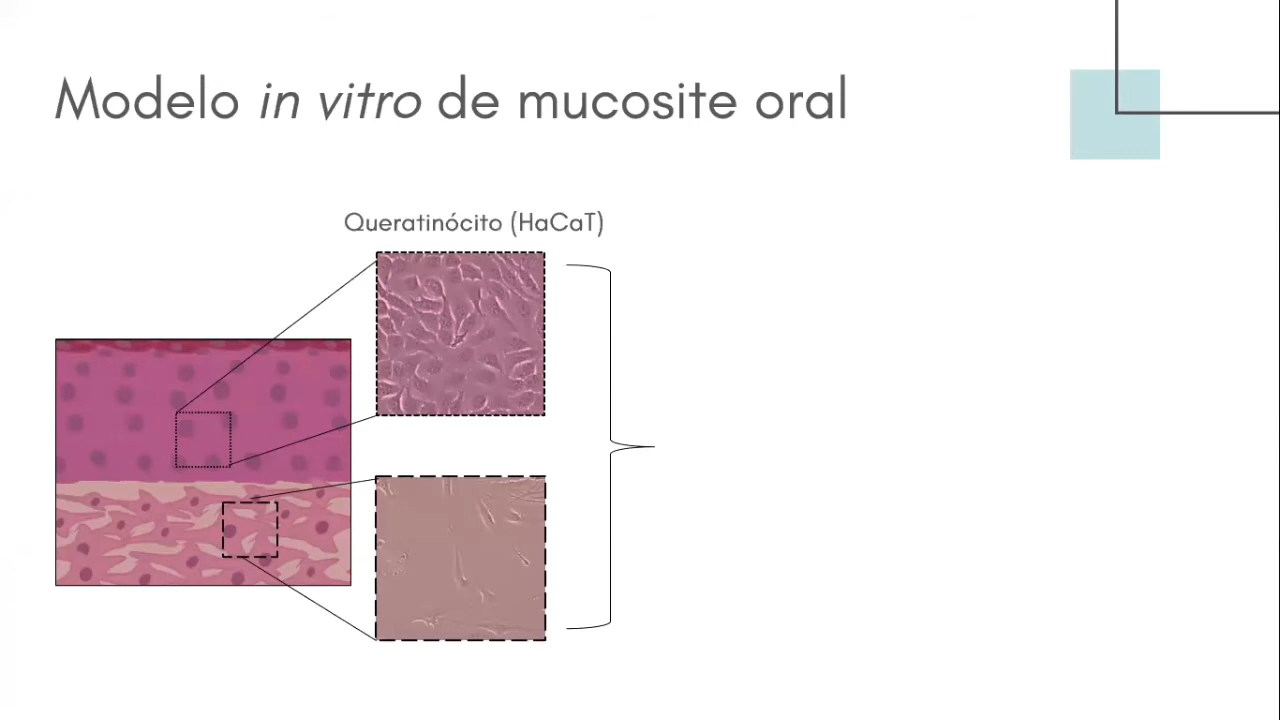 Modelo in vitro de mucosite oral
Queratinócito (HaCaT)